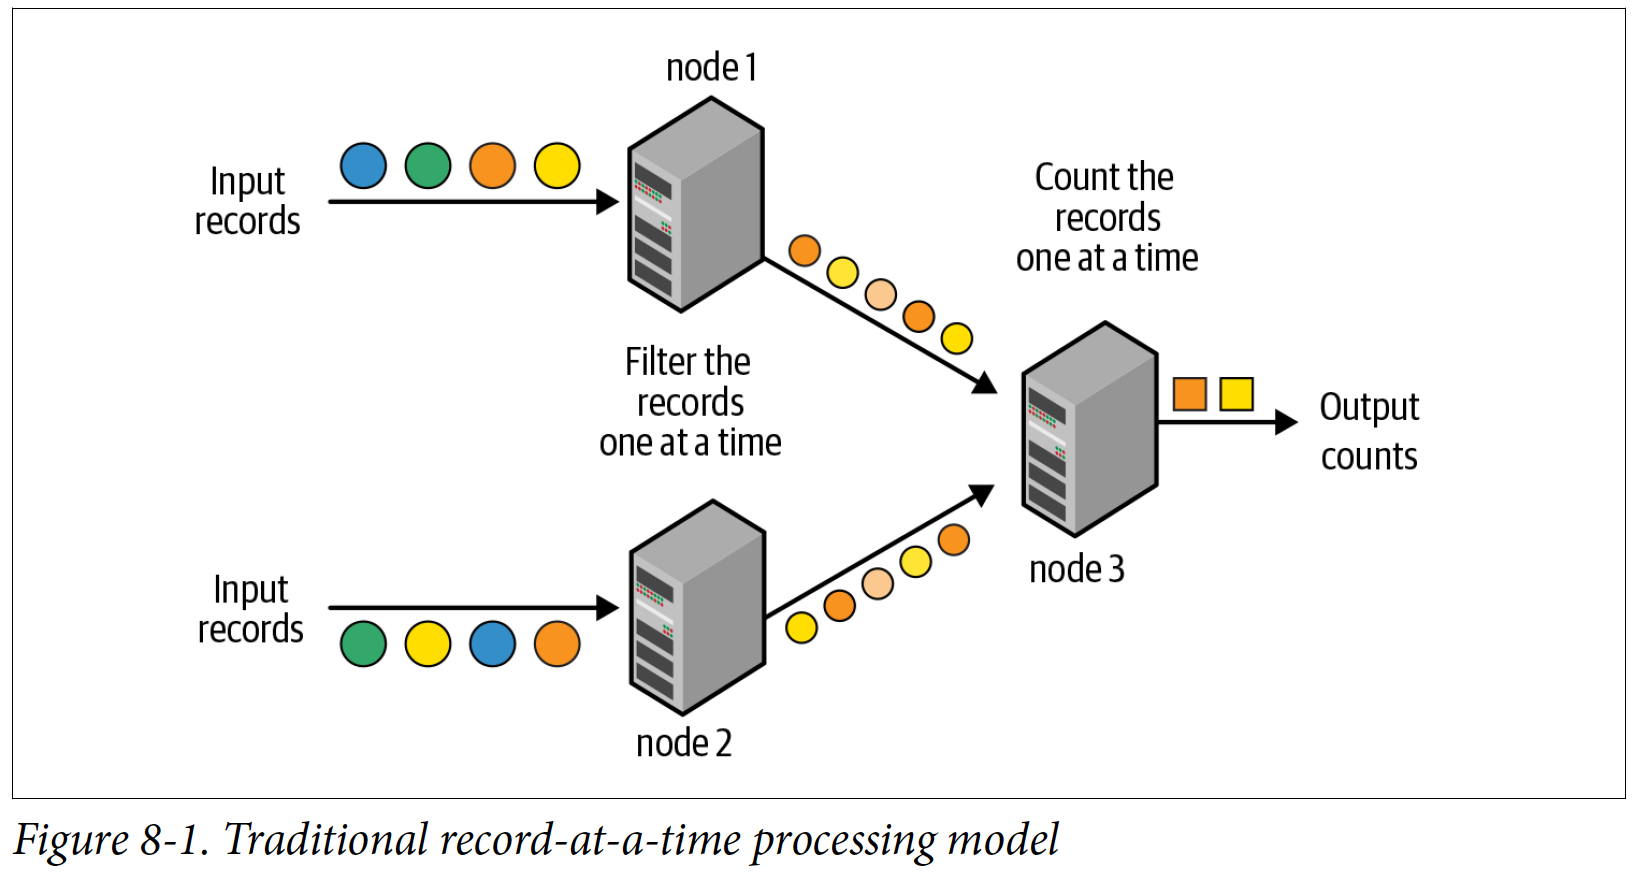 node 1
Input
records
Count the
records
one at a time
Filter the
records
one at a time
Output
counts
Input
records
node 3
node 2
Figure 8-1. Traditional record-at-a-time processing model